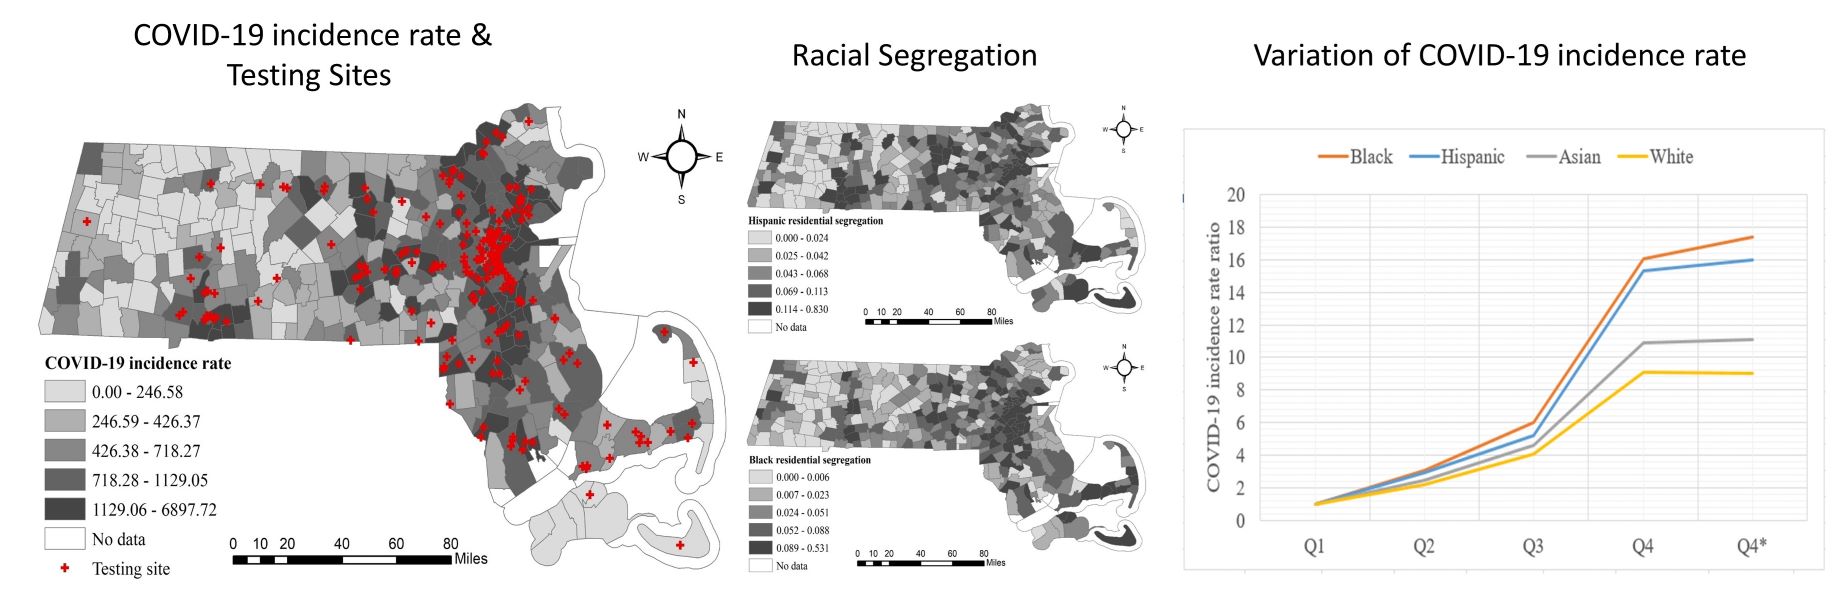 COVID-19 incidence rate &
Testing Sites
N
W
E
S
COVID-19 incidence rate
0.00 - 246.58
246.59 - 426.37
426.38 - 718.27
718.28 - 1129.05
1129.06 - 6897.72
No data
Testing site
0 10 20 40 60 80
Miles
Racial Segregation
N
W
E
S
Hispanic residential segregation
0.000 - 0.024
0.025 - 0.042
0.043 - 0.068
0.069 - 0.113
0.114 - 0.830
No data
0 10 20 40 60 80
Miles
N
W
E
S
Black residential segregation
0.000 - 0.006
0.007 - 0.023
0.024 - 0.051
0.052 - 0.088
0.089 - 0.531
No data
0 10 20 40 60 80
Miles
Variation of COVID-19 incidence rate
Black Hispanic Asian White
COVID-19 incidence rate ratio
20
18
16
14
12
10
8
6
4
2
0
Q1 Q2 Q3 Q4 Q4*